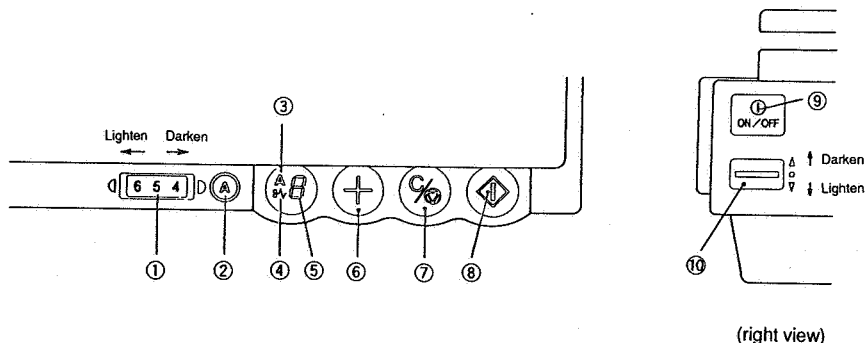 ③
⑨
ON/OFF
Lighten Darken
Darken
Lighten
6 5 4
A
A
8
C
① ② ④ ⑤ ⑥ ⑦ ⑧
⑩
(right view)